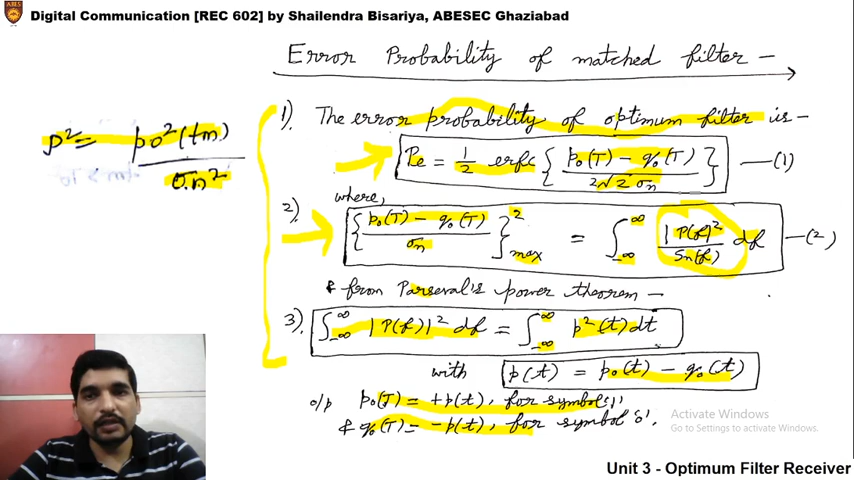 Digital Communication [REC 602] by Shailendra Bisariya, ABESEC Ghaziabad
Error Probability of matched filter -
ρ² = po²(tm) / σn²
1). The error probability of optimum filter is -
Pe = 1/2 erfc { po(T) - qo(T) / 2√2 σn } —(1)
where,
2). [{ po(T) - qo(T) / σn }²]max = ∫-∞^∞ |P(f)|² / Sn(f) df —(2)
& from Parseval's power theorem -
3). ∫-∞^∞ |P(f)|² df = ∫-∞^∞ p²(t) dt
with p(t) = po(t) - qo(t)
o/p po(T) = +p(t), for symbol '1'
& qo(T) = -p(t), for symbol '0'.
Activate Windows
Go to Settings to activate Windows.
Unit 3 - Optimum Filter Receiver